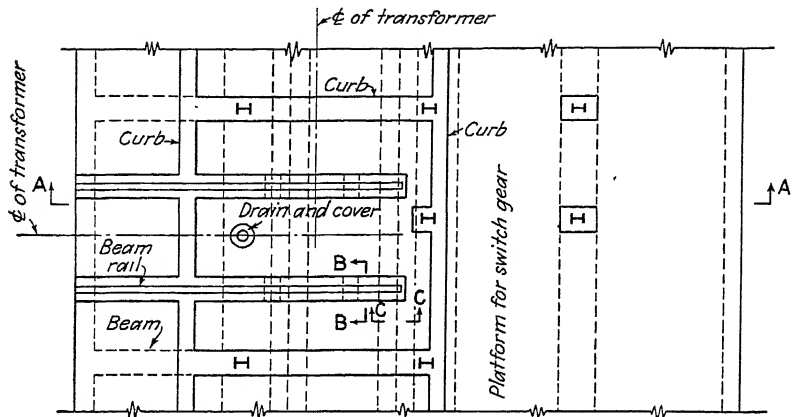 ℄ of transformer
Curb
Curb
Curb
A
A
℄ of transformer
Drain and cover
Beam
rail
B
B
C
C
Beam
Platform for switch gear